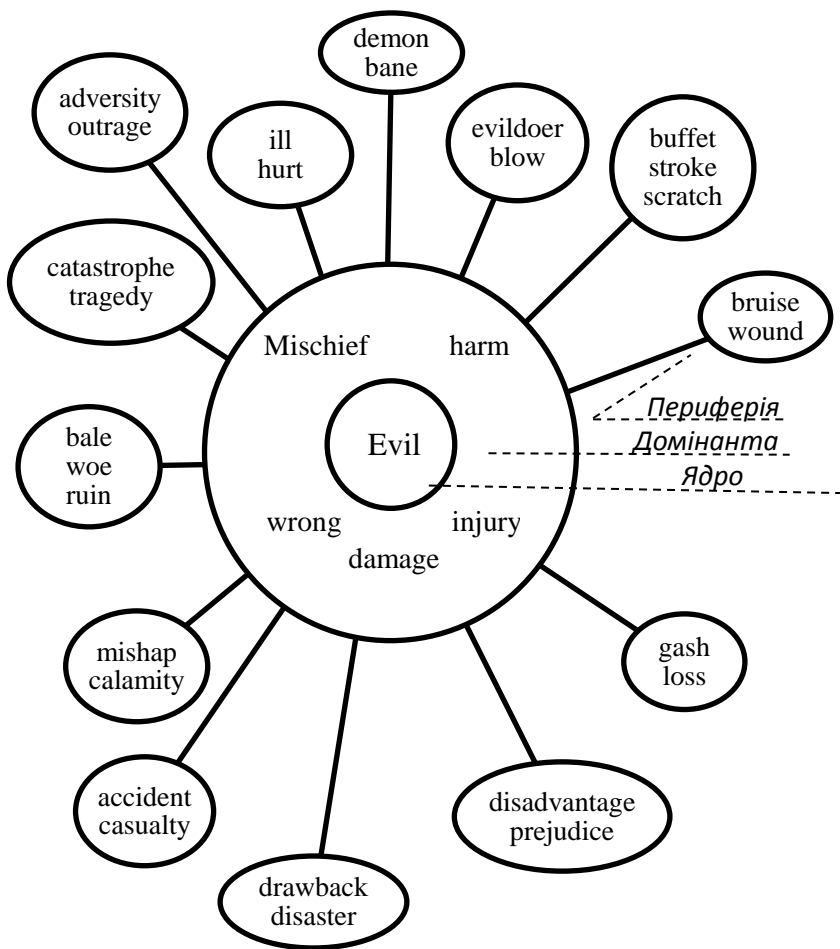 demon
bane
adversity
outrage
ill
hurt
evildoer
blow
buffet
stroke
scratch
catastrophe
tragedy
bruise
wound
Mischief
harm
Периферія
Домінанта
Ядро
Evil
bale
woe
ruin
wrong
injury
damage
mishap
calamity
gash
loss
accident
casualty
disadvantage
prejudice
drawback
disaster